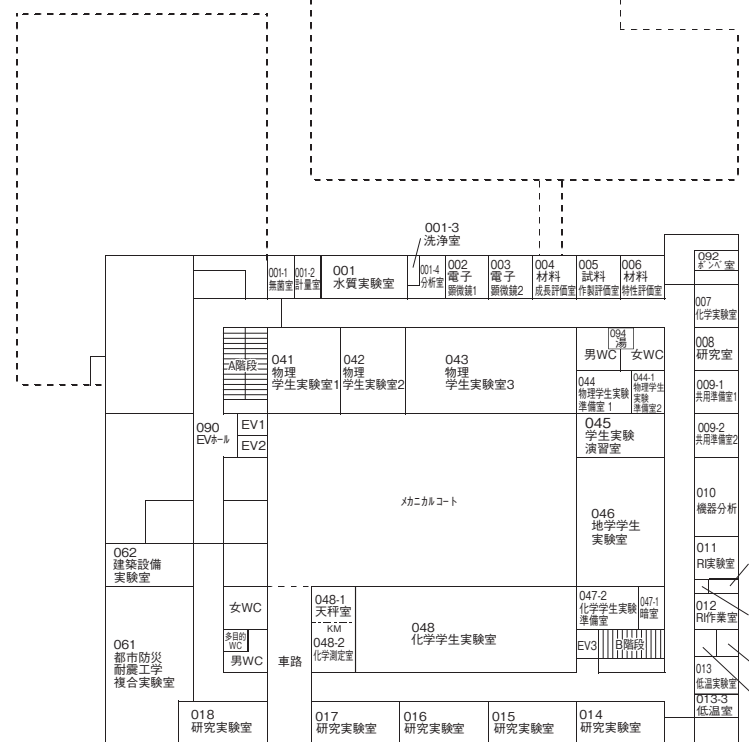 001-3
洗浄室
001-1
無菌室
001-2
計量室
001
水質実験室
001-4
分析室
002
電子
顕微鏡1
003
電子
顕微鏡2
004
材料
成長評価室
005
試料
作製評価室
006
材料
特性評価室
092
ボンベ室
007
化学実験室
008
研究室
009-1
共用準備室1
009-2
共用準備室2
010
機器分析
011
RI実験室
012
RI作業室
013
低温実験室
013-3
低温室
A階段
041
物理
学生実験室1
042
物理
学生実験室2
043
物理
学生実験室3
094
湯
男WC
女WC
044
物理学生実験
準備室 1
044-1
物理学生
実験
準備室2
090
EVホール
EV1
EV2
045
学生実験
演習室
メカニカルコート
046
地学学生
実験室
062
建築設備
実験室
061
都市防災
耐震工学
複合実験室
女WC
多目的
WC
男WC
車路
048-1
天秤室
KM
048-2
化学測定室
048
化学学生実験室
047-2
化学学生実験
準備室
047-1
暗室
EV3
B階段
018
研究実験室
017
研究実験室
016
研究実験室
015
研究実験室
014
研究実験室